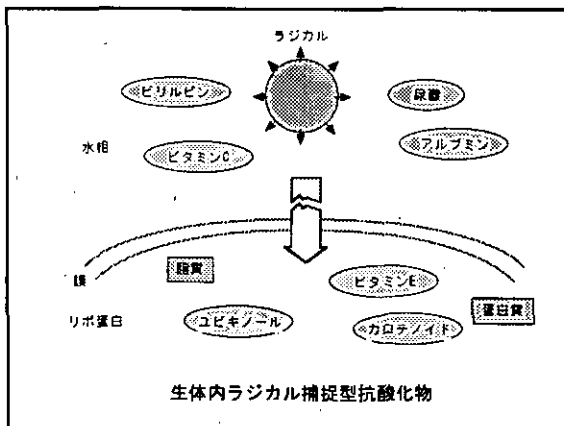 ラジカル
ビリルビン
尿酸
水相
ビタミンC
アルブミン
膜
脂質
ビタミンE
リポ蛋白
ユビキノール
カロテノイド
蛋白質
生体内ラジカル捕捉型抗酸化物